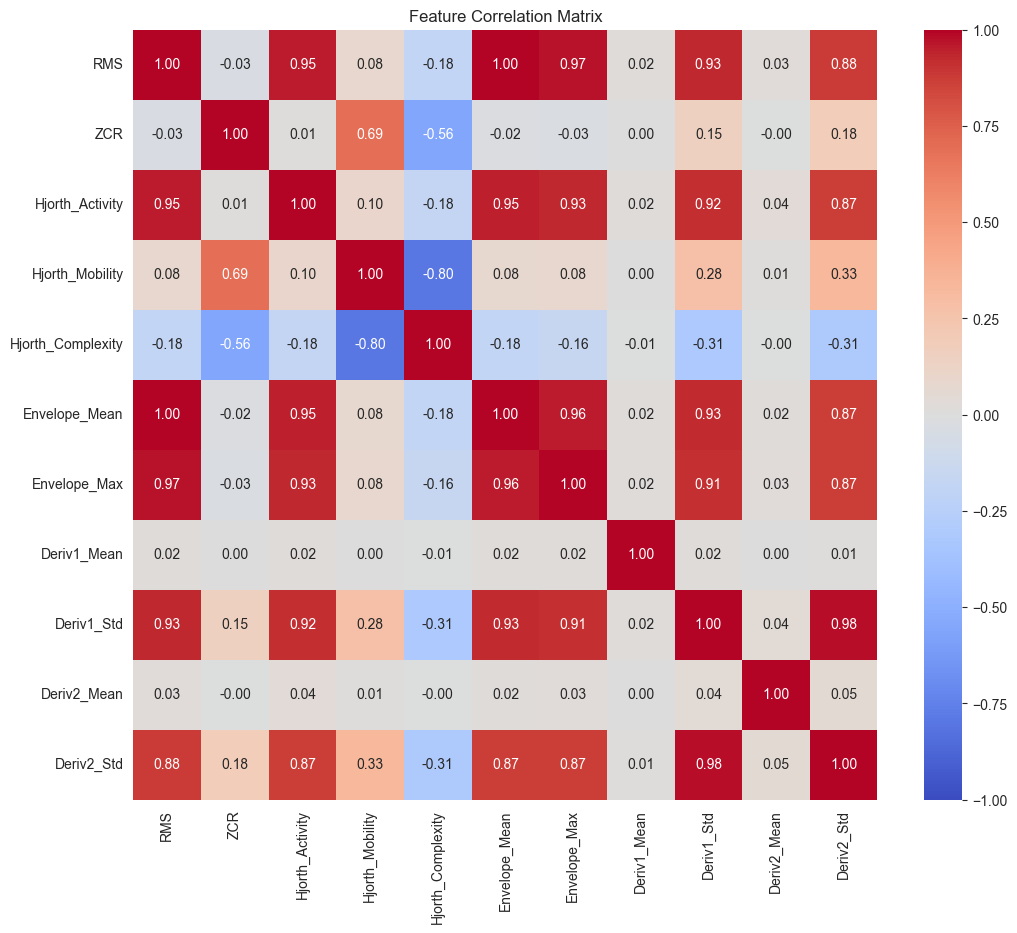 Feature Correlation Matrix
RMS 1.00 -0.03 0.95 0.08 -0.18 1.00 0.97 0.02 0.93 0.03 0.88
ZCR -0.03 1.00 0.01 0.69 -0.56 -0.02 -0.03 0.00 0.15 -0.00 0.18
Hjorth_Activity 0.95 0.01 1.00 0.10 -0.18 0.95 0.93 0.02 0.92 0.04 0.87
Hjorth_Mobility 0.08 0.69 0.10 1.00 -0.80 0.08 0.08 0.00 0.28 0.01 0.33
Hjorth_Complexity -0.18 -0.56 -0.18 -0.80 1.00 -0.18 -0.16 -0.01 -0.31 -0.00 -0.31
Envelope_Mean 1.00 -0.02 0.95 0.08 -0.18 1.00 0.96 0.02 0.93 0.02 0.87
Envelope_Max 0.97 -0.03 0.93 0.08 -0.16 0.96 1.00 0.02 0.91 0.03 0.87
Deriv1_Mean 0.02 0.00 0.02 0.00 -0.01 0.02 0.02 1.00 0.02 0.00 0.01
Deriv1_Std 0.93 0.15 0.92 0.28 -0.31 0.93 0.91 0.02 1.00 0.04 0.98
Deriv2_Mean 0.03 -0.00 0.04 0.01 -0.00 0.02 0.03 0.00 0.04 1.00 0.05
Deriv2_Std 0.88 0.18 0.87 0.33 -0.31 0.87 0.87 0.01 0.98 0.05 1.00
RMS
ZCR
Hjorth_Activity
Hjorth_Mobility
Hjorth_Complexity
Envelope_Mean
Envelope_Max
Deriv1_Mean
Deriv1_Std
Deriv2_Mean
Deriv2_Std
1.00
0.75
0.50
0.25
0.00
−0.25
−0.50
−0.75
−1.00